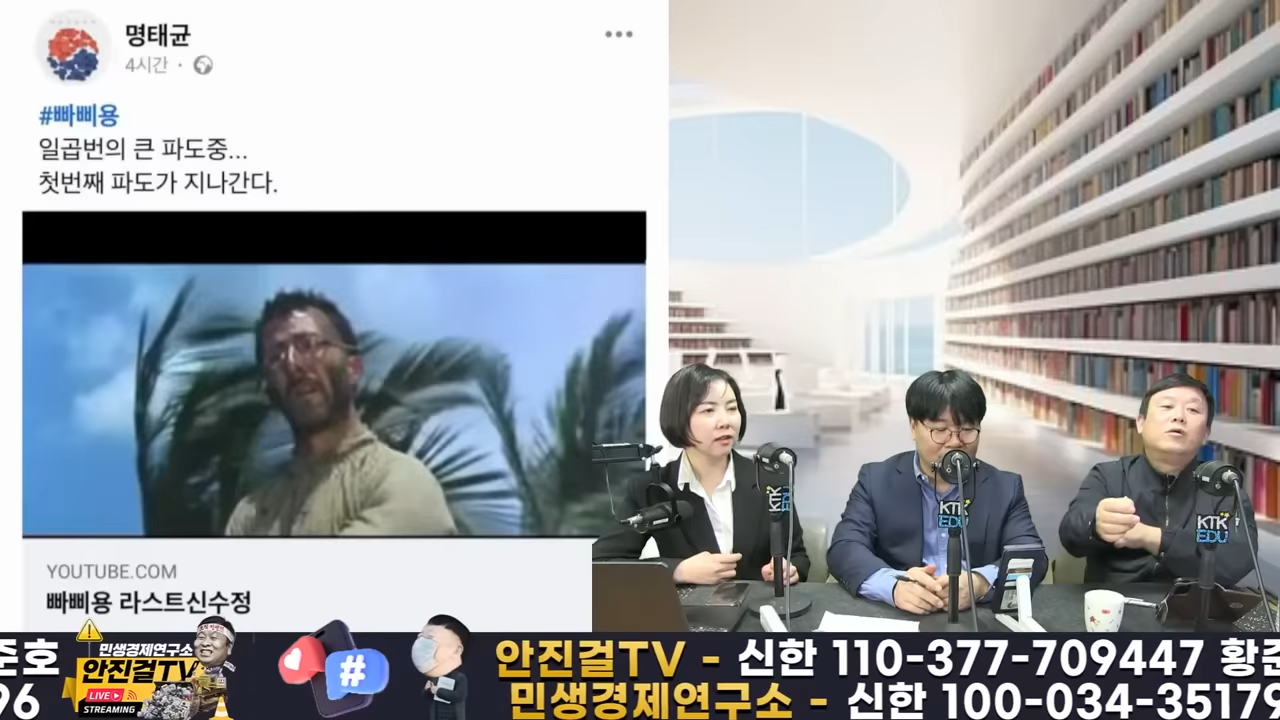 명태균
4시간 ·
#빠삐용
일곱번의 큰 파도중...
첫번째 파도가 지나간다.
YOUTUBE.COM
빠삐용 라스트신수정
KTK
EDU
KTK
EDU
KTK
EDU
준호
96
민생경제연구소
안진걸TV
LIVE
STREAMING
#
안진걸TV - 신한 110-377-709447 황준
민생경제연구소 - 신한 100-034-35179